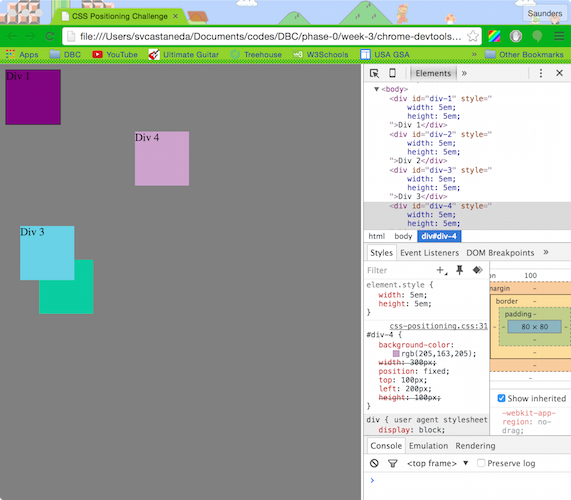 Saunders
CSS Positioning Challenge
file:///Users/svcastaneda/Documents/codes/DBC/phase-0/week-3/chrome-devtools...
Apps DBC YouTube Ultimate Guitar Treehouse W3Schools USA GSA » Other Bookmarks
Div 1
Div 4
Div 3
Elements »
▼<body>
<div id="div-1" style="
width: 5em;
height: 5em;
">Div 1</div>
<div id="div-2" style="
width: 5em;
height: 5em;
">Div 2</div>
<div id="div-3" style="
width: 5em;
height: 5em;
">Div 3</div>
<div id="div-4" style="
width: 5em;
height: 5em;
html body div#div-4
Styles Event Listeners DOM Breakpoints »
Filter
element.style {
width: 5em;
height: 5em;
}
css-positioning.css:31
#div-4 {
background-color:
rgb(205,163,205);
width: 300px;
position: fixed;
top: 100px;
left: 200px;
height: 100px;
}
div { user agent stylesheet
display: block;
on 100
margin -
border -
padding -
- - 80 × 80 - -
-
-
-
Show inherited
-webkit-app-
region: no-
drag;
Console Emulation Rendering
<top frame> ▼ Preserve log
>